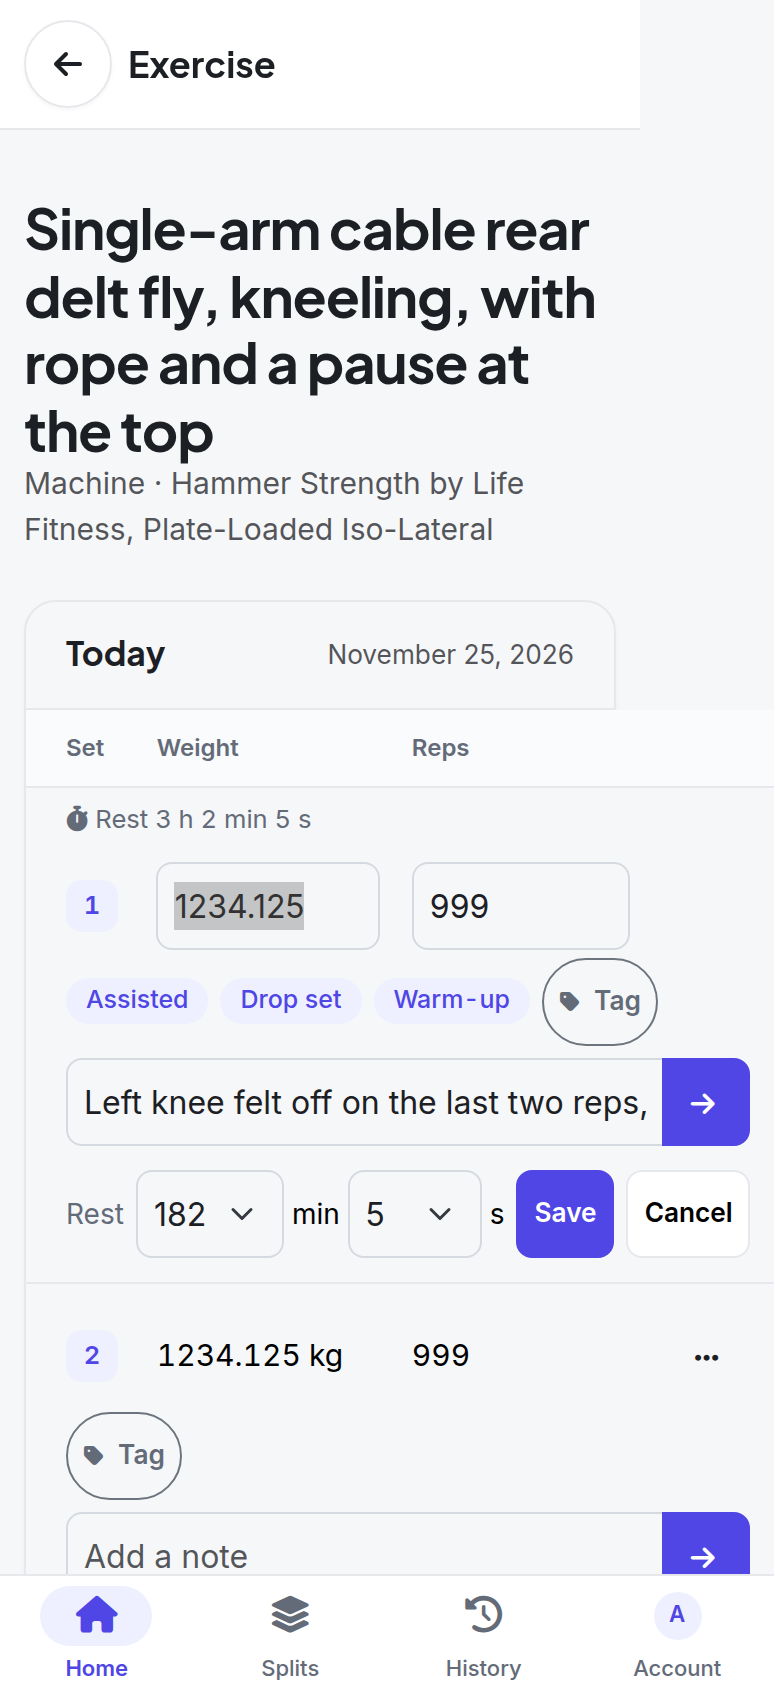 Exercise
Single-arm cable rear
delt fly, kneeling, with
rope and a pause at
the top
Machine · Hammer Strength by Life
Fitness, Plate-Loaded Iso-Lateral
Today November 25, 2026
Set Weight Reps
Rest 3 h 2 min 5 s
1 1234.125 999
Assisted Drop set Warm-up Tag
Left knee felt off on the last two reps,
Rest 182 min 5 s Save Cancel
2 1234.125 kg 999
Tag
Add a note
A
Home Splits History Account